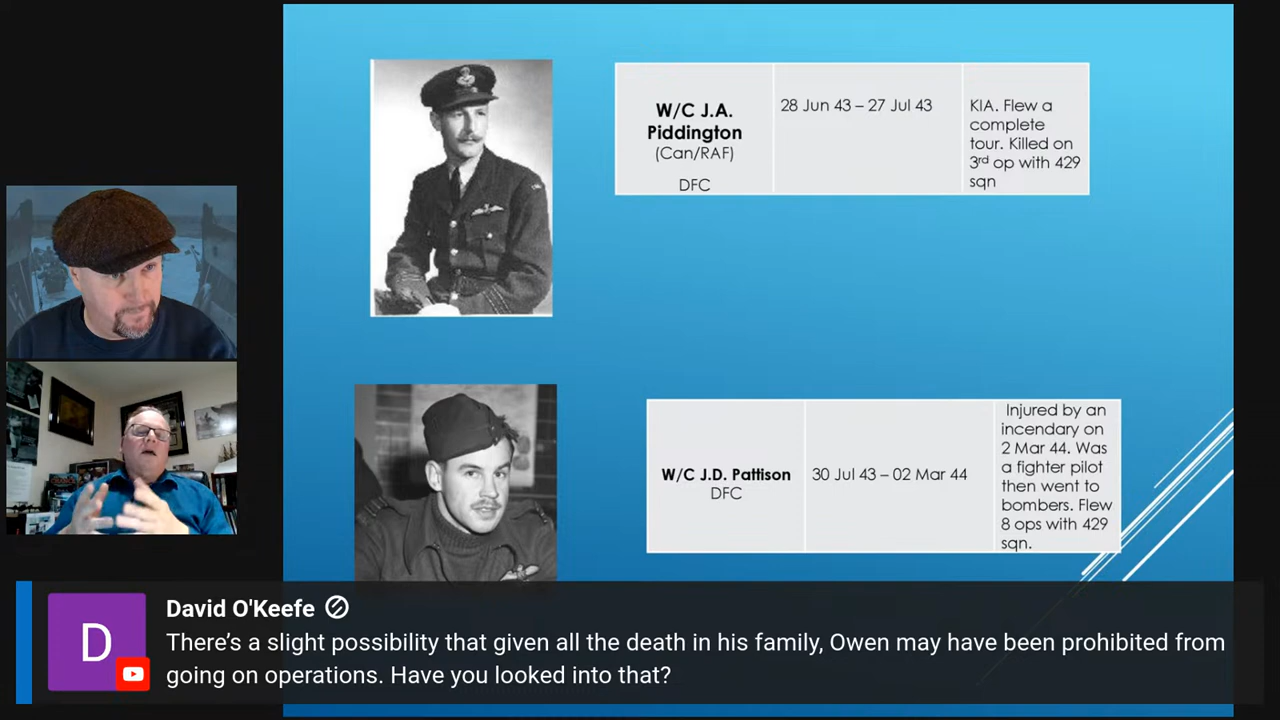 W/C J.A.
Piddington
(Can/RAF)
DFC
28 Jun 43 – 27 Jul 43
KIA. Flew a
complete
tour. Killed on
3rd op with 429
sqn
W/C J.D. Pattison
DFC
30 Jul 43 – 02 Mar 44
Injured by an
incendary on
2 Mar 44. Was
a fighter pilot
then went to
bombers. Flew
8 ops with 429
sqn.
D
David O'Keefe
There’s a slight possibility that given all the death in his family, Owen may have been prohibited from
going on operations. Have you looked into that?